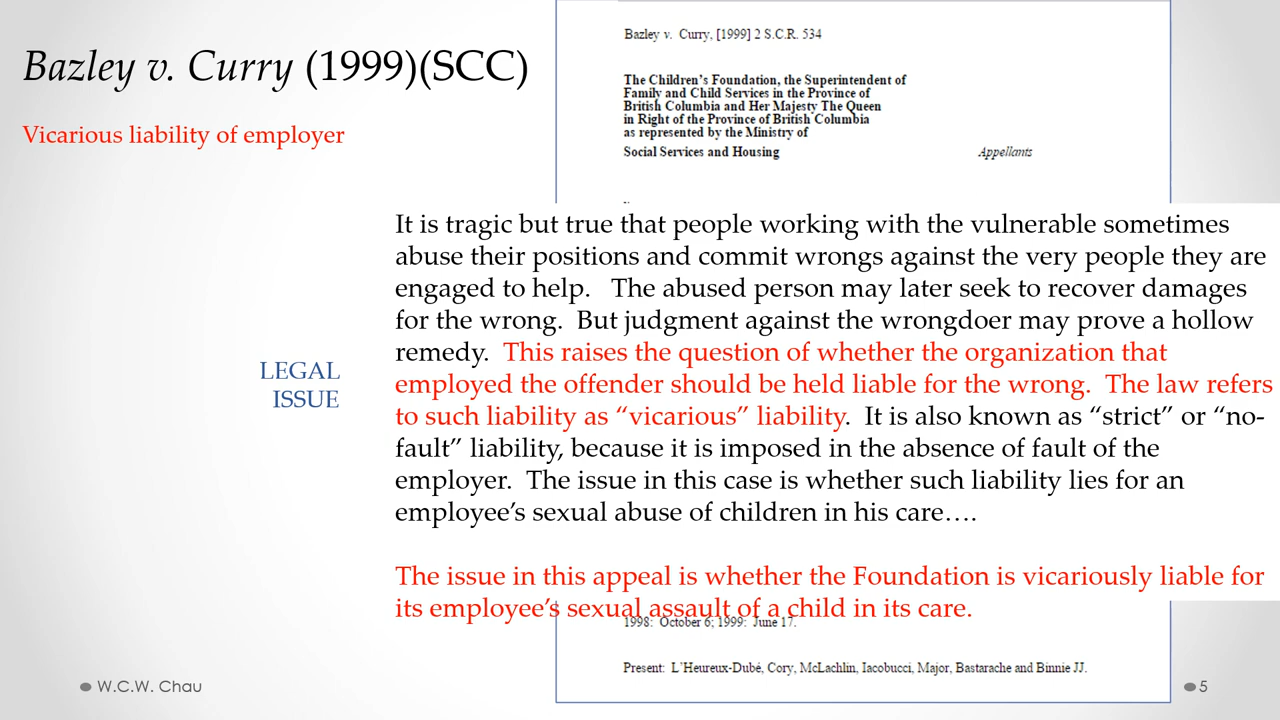 Bazley v. Curry (1999)(SCC)
Vicarious liability of employer
Bazley v. Curry, [1999] 2 S.C.R. 534
The Children's Foundation, the Superintendent of
Family and Child Services in the Province of
British Columbia and Her Majesty The Queen
in Right of the Province of British Columbia
as represented by the Ministry of
Social Services and Housing Appellants
LEGAL
ISSUE
It is tragic but true that people working with the vulnerable sometimes
abuse their positions and commit wrongs against the very people they are
engaged to help. The abused person may later seek to recover damages
for the wrong. But judgment against the wrongdoer may prove a hollow
remedy. This raises the question of whether the organization that
employed the offender should be held liable for the wrong. The law refers
to such liability as “vicarious” liability. It is also known as “strict” or “no-
fault” liability, because it is imposed in the absence of fault of the
employer. The issue in this case is whether such liability lies for an
employee’s sexual abuse of children in his care….
The issue in this appeal is whether the Foundation is vicariously liable for
its employee’s sexual assault of a child in its care.
1998: October 6; 1999: June 17.
Present: L'Heureux-Dubé, Cory, McLachlin, Iacobucci, Major, Bastarache and Binnie JJ.
W.C.W. Chau
5